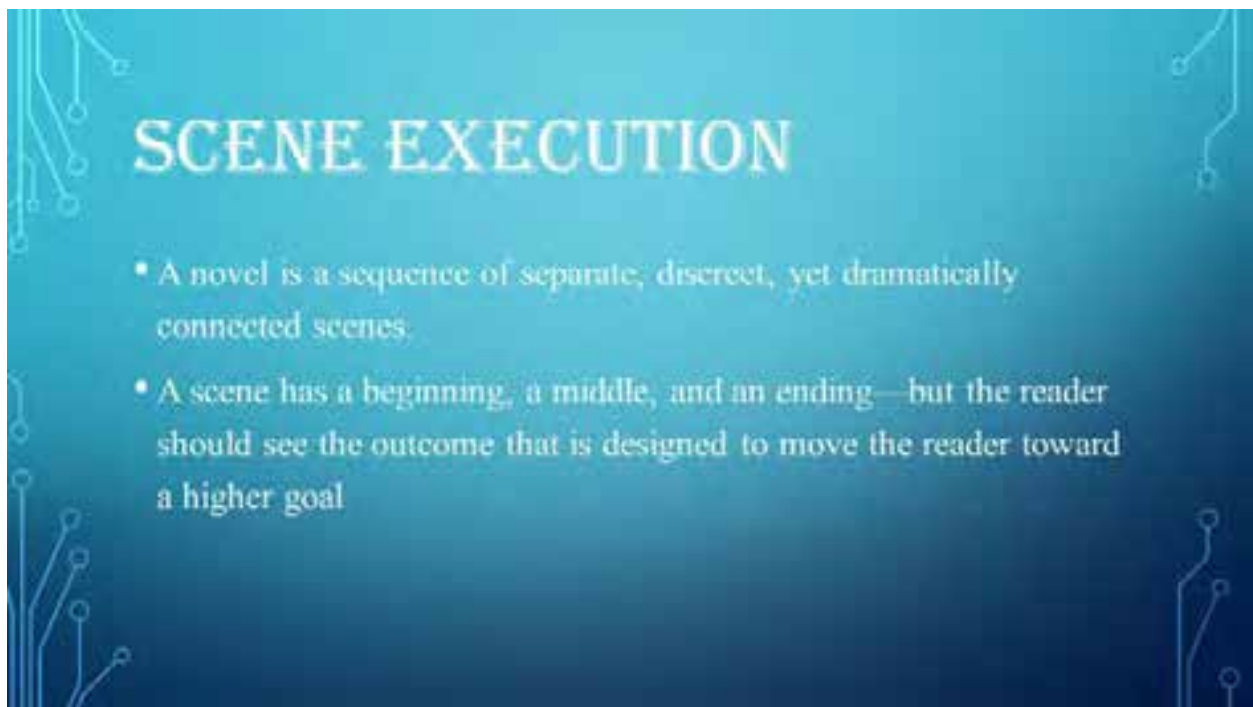 SCENE EXECUTION
• A novel is a sequence of separate, discreet, yet dramatically
connected scenes.
• A scene has a beginning, a middle, and an ending—but the reader
should see the outcome that is designed to move the reader toward
a higher goal